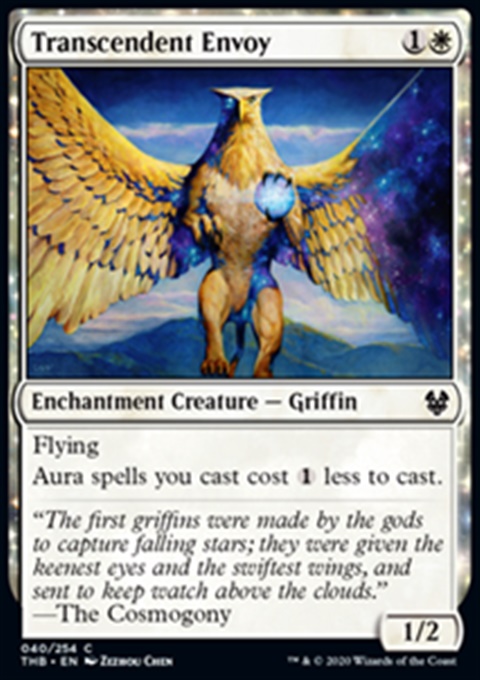 Transcendent Envoy 1
Enchantment Creature — Griffin
Flying
Aura spells you cast cost 1 less to cast.
“The first griffins were made by the gods
to capture falling stars; they were given the
keenest eyes and the swiftest wings, and
sent to keep watch above the clouds.”
—The Cosmogony
1/2
040/254 C
THB • EN Zezhou Chen
™ & © 2020 Wizards of the Coast